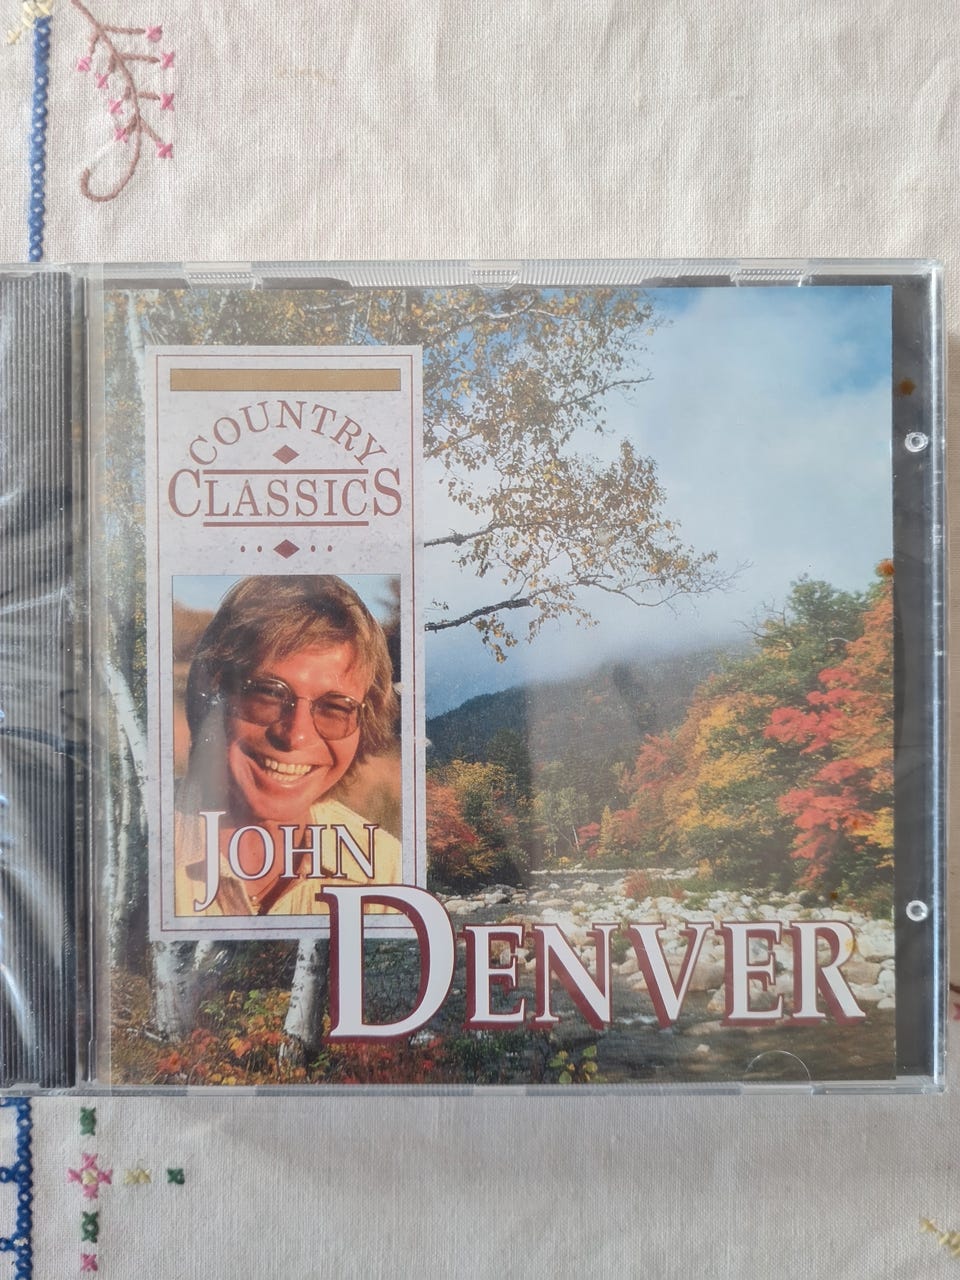 COUNTRY
CLASSICS
JOHN
DENVER